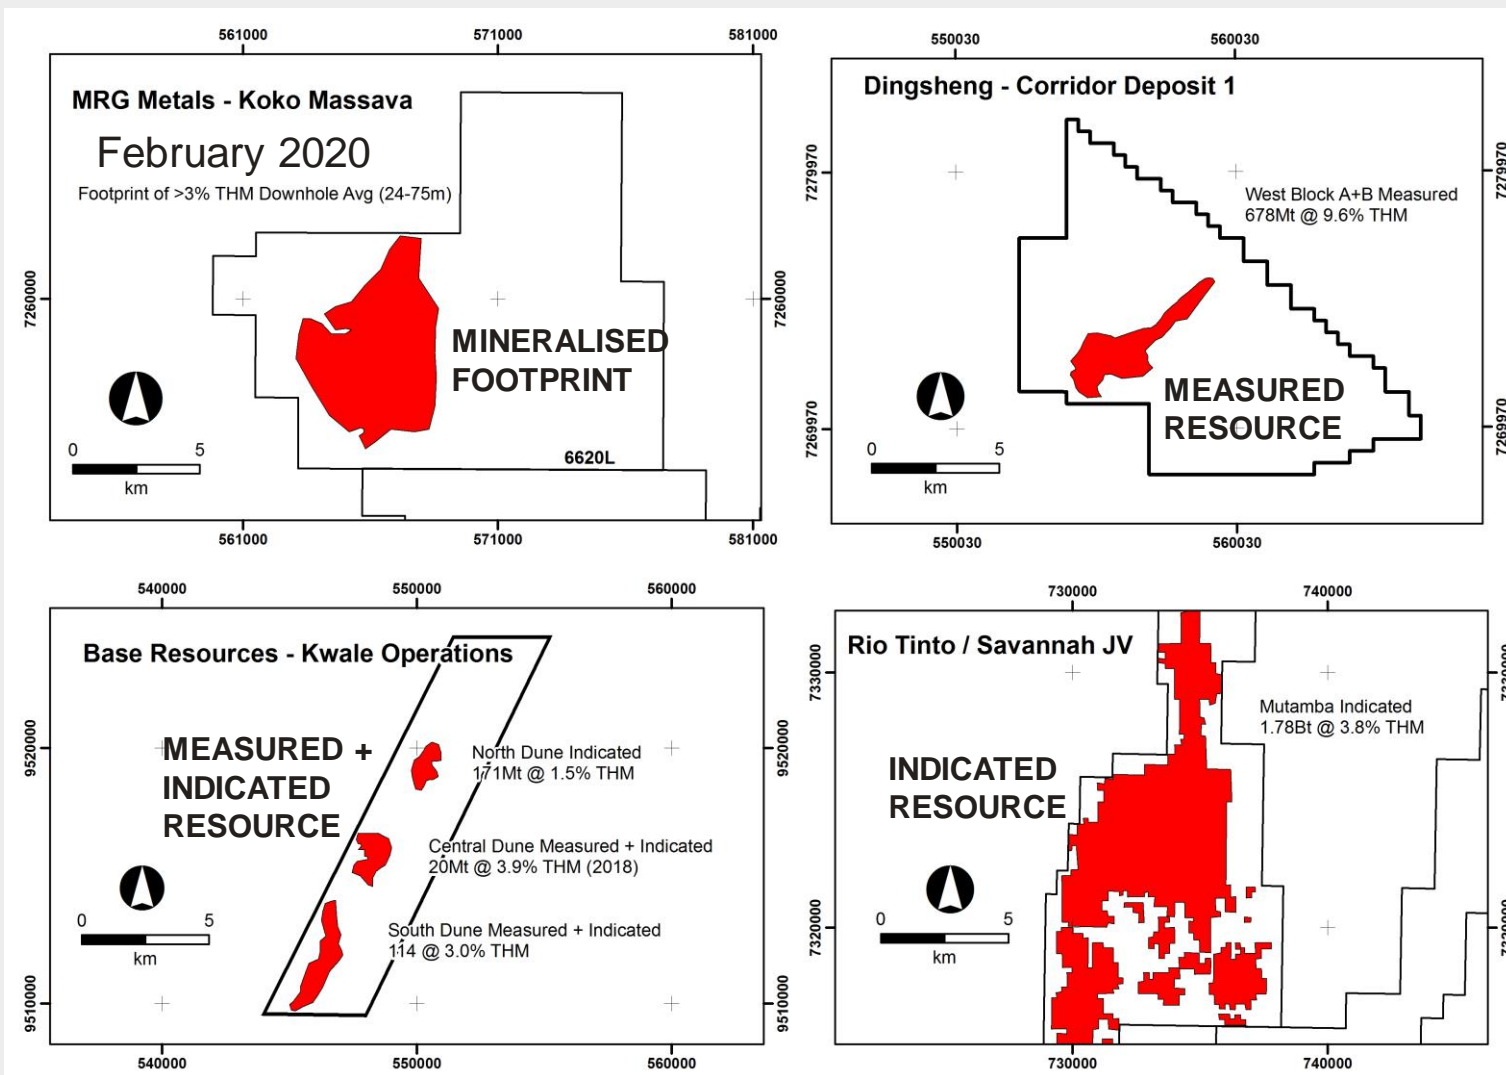 561000
571000
581000
MRG Metals - Koko Massava
February 2020
Footprint of >3% THM Downhole Avg (24-75m)
7260000
7260000
MINERALISED
FOOTPRINT
0 5
km
6620L
561000
571000
581000
550030
560030
Dingsheng - Corridor Deposit 1
7279970
7279970
West Block A+B Measured
678Mt @ 9.6% THM
MEASURED
RESOURCE
7269970
7269970
0 5
km
550030
560030
540000
550000
560000
Base Resources - Kwale Operations
9520000
9520000
MEASURED +
INDICATED
RESOURCE
North Dune Indicated
171Mt @ 1.5% THM
Central Dune Measured + Indicated
20Mt @ 3.9% THM (2018)
South Dune Measured + Indicated
114 @ 3.0% THM
0 5
km
9510000
9510000
540000
550000
560000
730000
740000
Rio Tinto / Savannah JV
7330000
Mutamba Indicated
1.78Bt @ 3.8% THM
INDICATED
RESOURCE
0 5
km
7320000
730000
740000